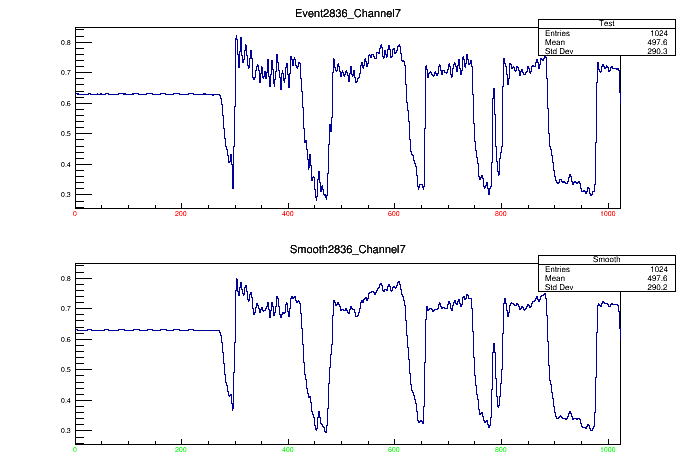 Event2836_Channel7
Test
Entries 1024
Mean 497.6
Std Dev 290.3
0.8
0.7
0.6
0.5
0.4
0.3
0 200 400 600 800 1000
Smooth2836_Channel7
Smooth
Entries 1024
Mean 497.6
Std Dev 290.2
0.8
0.7
0.6
0.5
0.4
0.3
0 200 400 600 800 1000